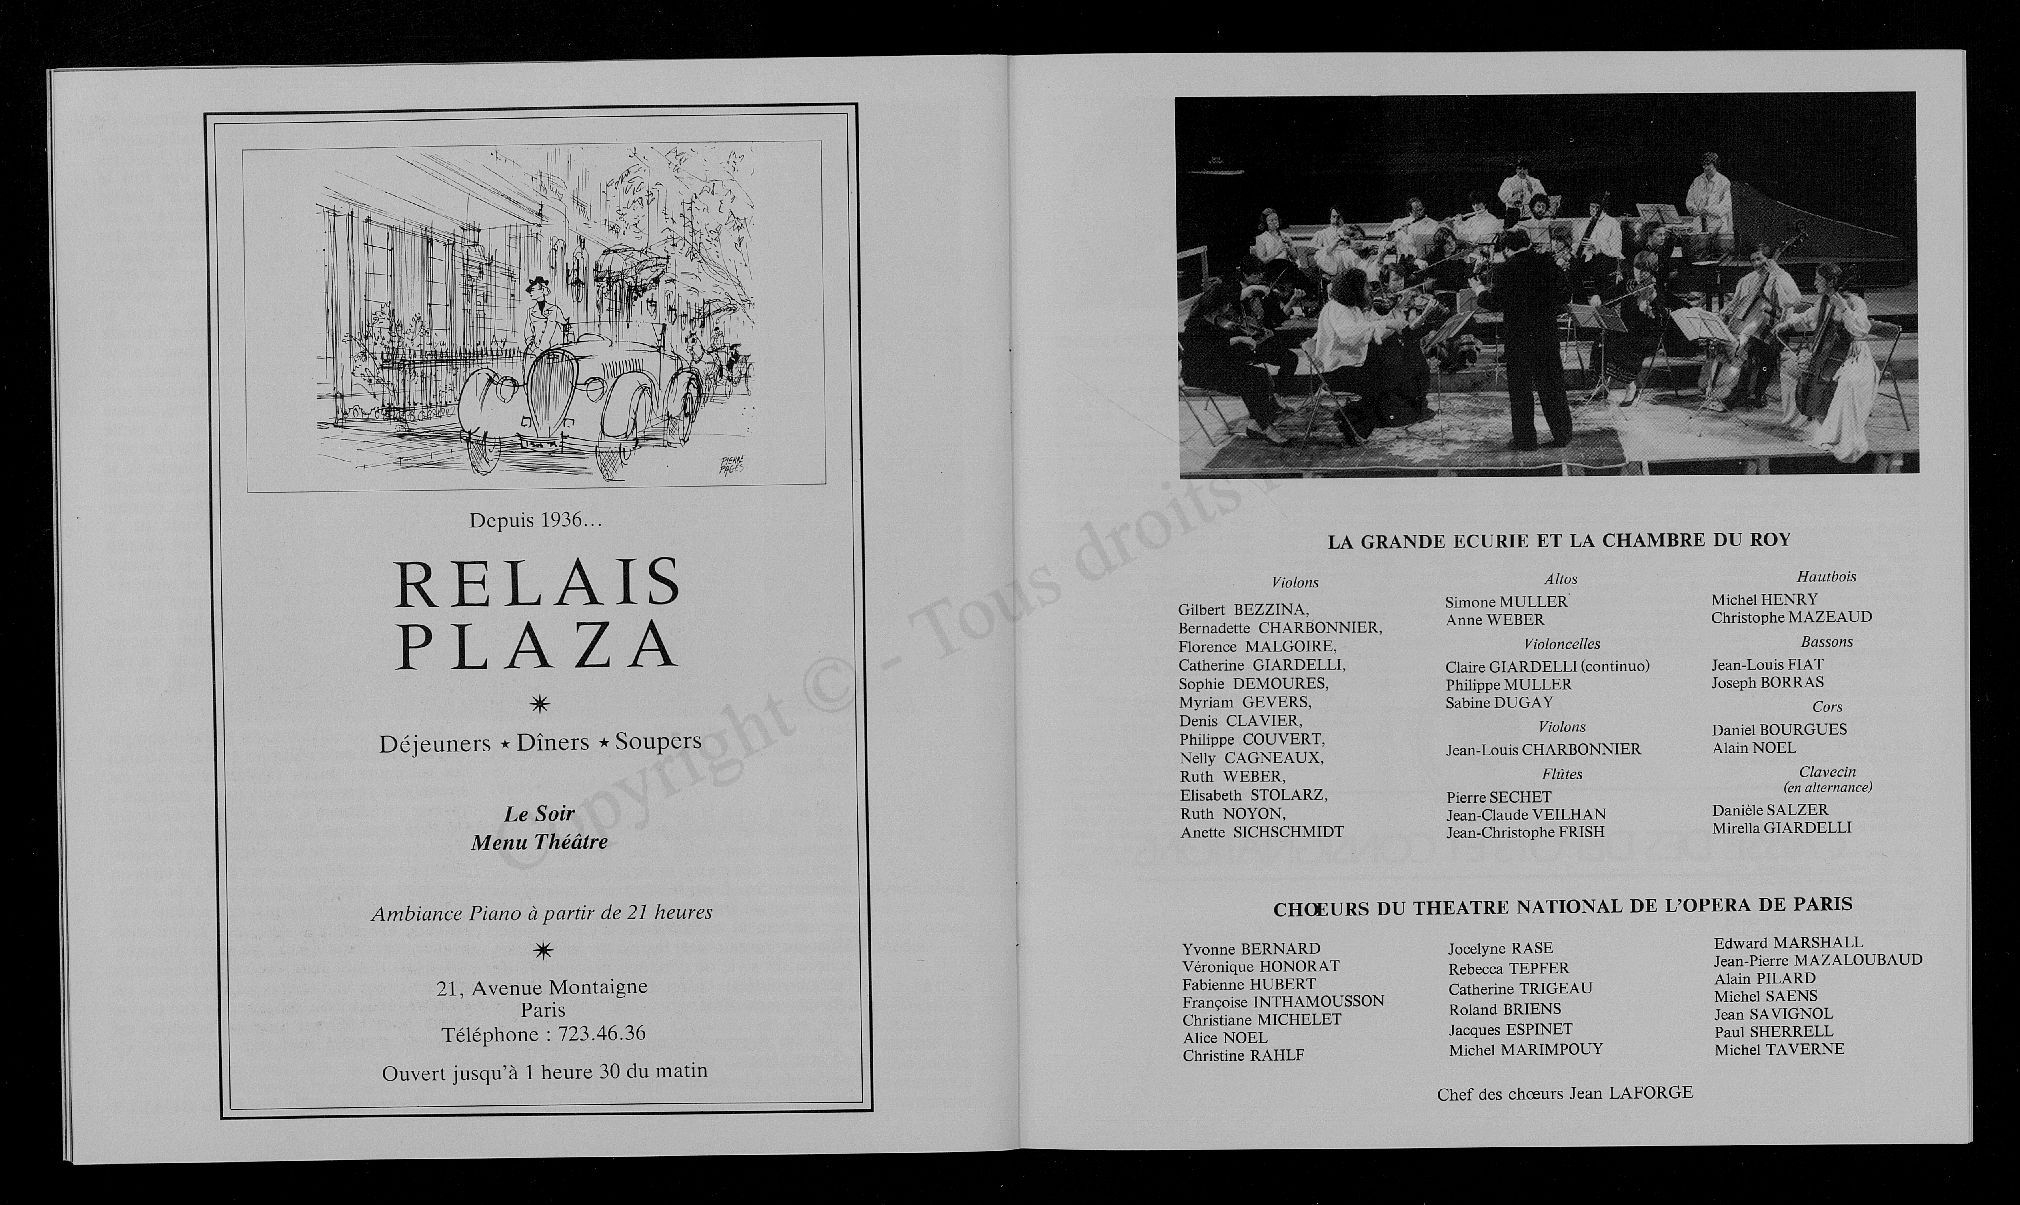 PIERRE
PAGÈS
Depuis 1936...
RELAIS
PLAZA
Déjeuners ★ Dîners ★ Soupers
Le Soir
Menu Théâtre
Ambiance Piano à partir de 21 heures
21, Avenue Montaigne
Paris
Téléphone : 723.46.36
Ouvert jusqu'à 1 heure 30 du matin
Copyright © - Tous droits
LA GRANDE ECURIE ET LA CHAMBRE DU ROY
Violons
Gilbert BEZZINA,
Bernadette CHARBONNIER,
Florence MALGOIRE,
Catherine GIARDELLI,
Sophie DEMOURES,
Myriam GEVERS,
Denis CLAVIER,
Philippe COUVERT,
Nelly CAGNEAUX,
Ruth WEBER,
Elisabeth STOLARZ,
Ruth NOYON,
Anette SICHSCHMIDT
Altos
Simone MULLER
Anne WEBER
Violoncelles
Claire GIARDELLI (continuo)
Philippe MULLER
Sabine DUGAY
Violons
Jean-Louis CHARBONNIER
Flûtes
Pierre SECHET
Jean-Claude VEILHAN
Jean-Christophe FRISH
Hautbois
Michel HENRY
Christophe MAZEAUD
Bassons
Jean-Louis FIAT
Joseph BORRAS
Cors
Daniel BOURGUES
Alain NOEL
Clavecin
(en alternance)
Danièle SALZER
Mirella GIARDELLI
CHŒURS DU THEATRE NATIONAL DE L'OPERA DE PARIS
Yvonne BERNARD
Véronique HONORAT
Fabienne HUBERT
Françoise INTHAMOUSSON
Christiane MICHELET
Alice NOEL
Christine RAHLF
Jocelyne RASE
Rebecca TEPFER
Catherine TRIGEAU
Roland BRIENS
Jacques ESPINET
Michel MARIMPOUY
Edward MARSHALL
Jean-Pierre MAZALOUBAUD
Alain PILARD
Michel SAENS
Jean SAVIGNOL
Paul SHERRELL
Michel TAVERNE
Chef des chœurs Jean LAFORGE